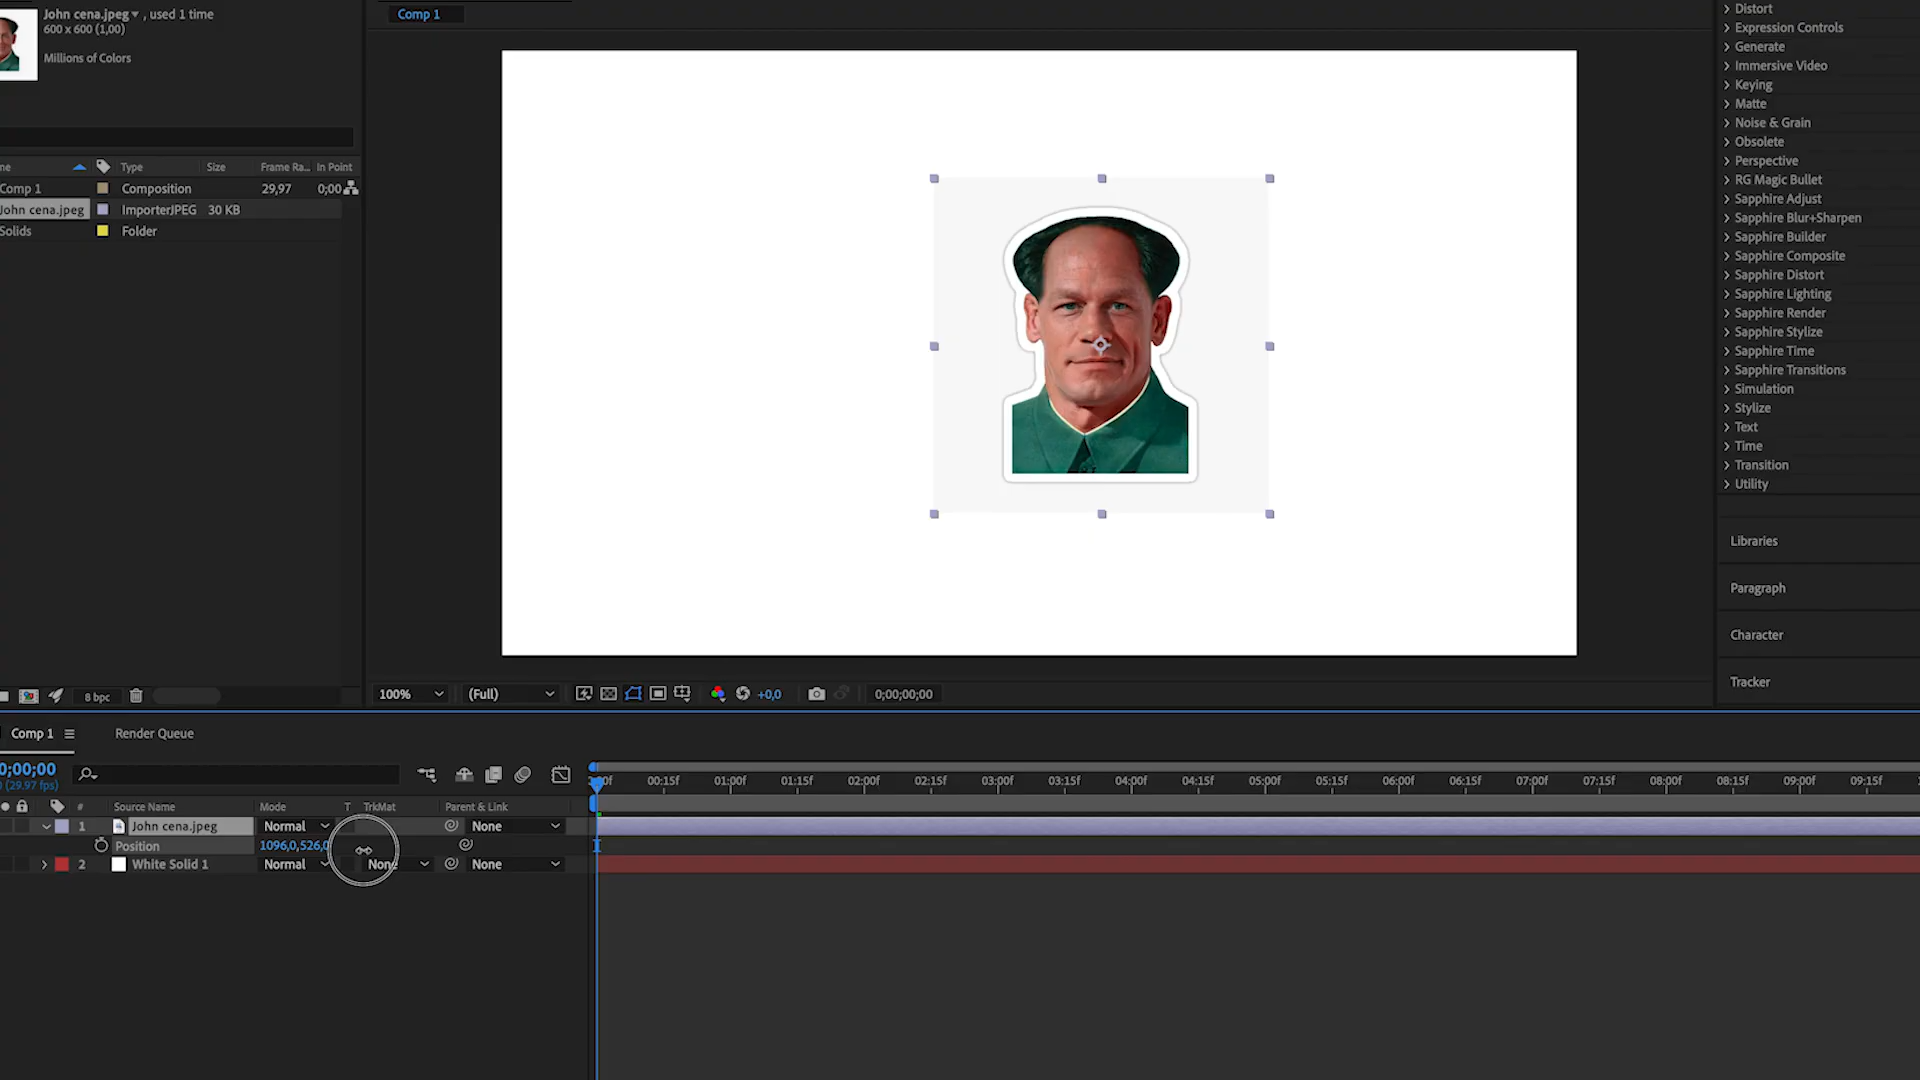 John cena.jpeg , used 1 time
600 x 600 (1,00)
Millions of Colors
Comp 1
me Type Size Frame Ra... In Point
Comp 1 Composition 29,97 0;00
John cena.jpeg ImporterJPEG 30 KB
Solids Folder
Distort
Expression Controls
Generate
Immersive Video
Keying
Matte
Noise & Grain
Obsolete
Perspective
RG Magic Bullet
Sapphire Adjust
Sapphire Blur+Sharpen
Sapphire Builder
Sapphire Composite
Sapphire Distort
Sapphire Lighting
Sapphire Render
Sapphire Stylize
Sapphire Time
Sapphire Transitions
Simulation
Stylize
Text
Time
Transition
Utility
Libraries
Paragraph
Character
Tracker
8 bpc
100% (Full) +0,0 0;00;00;00
Comp 1 Render Queue
0;00;00
(29.97 fps)
:00f 00:15f 01:00f 01:15f 02:00f 02:15f 03:00f 03:15f 04:00f 04:15f 05:00f 05:15f 06:00f 06:15f 07:00f 07:15f 08:00f 08:15f 09:00f 09:15f
# Source Name Mode T TrkMat Parent & Link
1 John cena.jpeg Normal None
Position 1096,0,526,0
2 White Solid 1 Normal None None